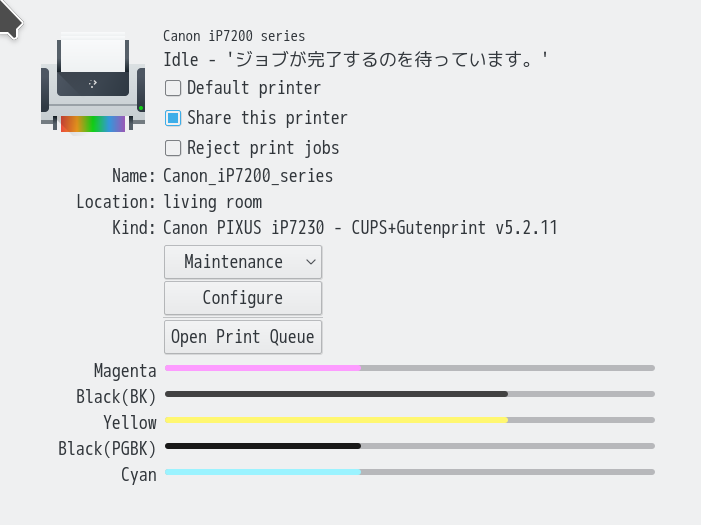 Canon iP7200 series
Idle - 'ジョブが完了するのを待っています。'
Default printer
Share this printer
Reject print jobs
Name: Canon_iP7200_series
Location: living room
Kind: Canon PIXUS iP7230 - CUPS+Gutenprint v5.2.11
Maintenance
Configure
Open Print Queue
Magenta
Black(BK)
Yellow
Black(PGBK)
Cyan